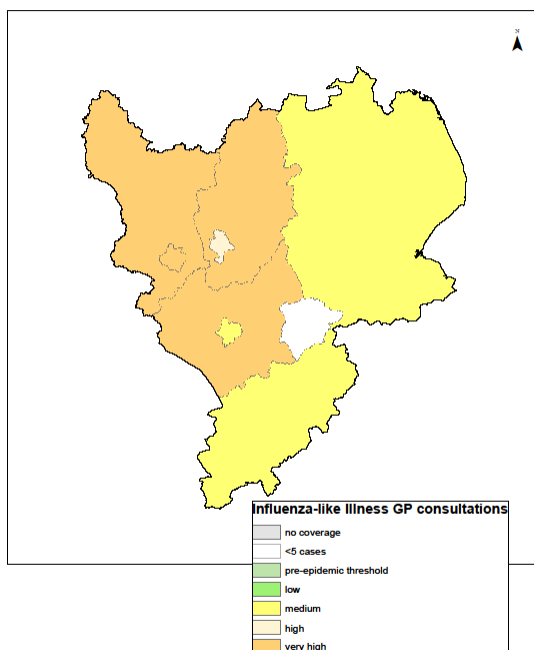 N
Influenza-like Illness GP consultations
no coverage
<5 cases
pre-epidemic threshold
low
medium
high
very high